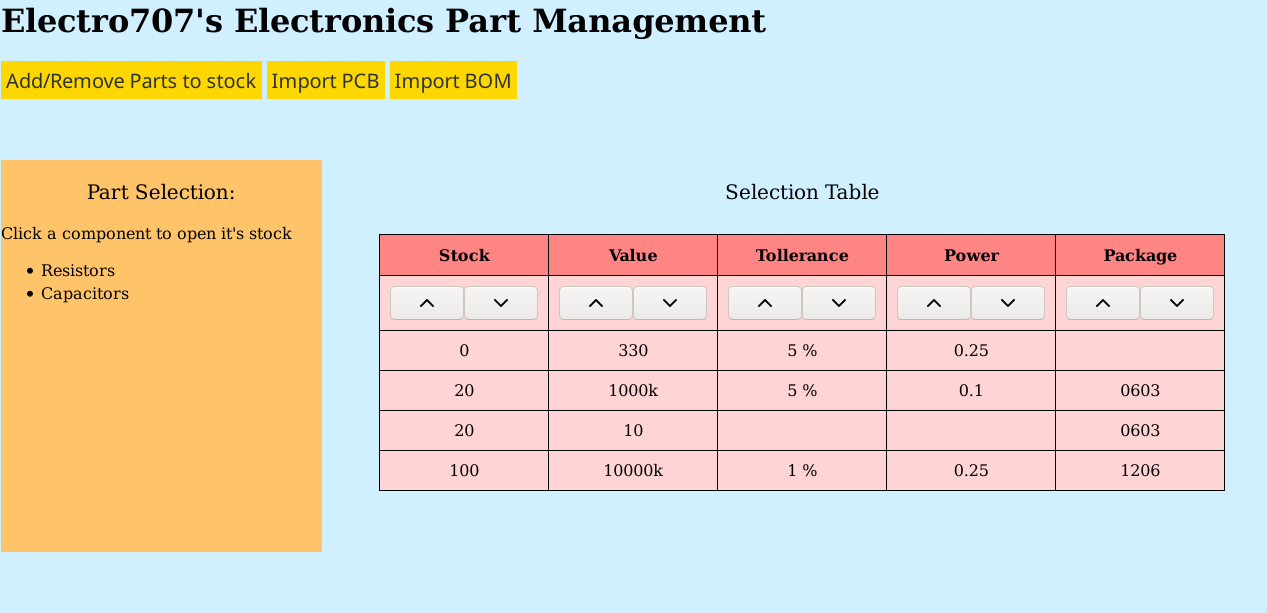 Electro707's Electronics Part Management
Add/Remove Parts to stock Import PCB Import BOM
Part Selection:
Click a component to open it's stock
• Resistors
• Capacitors
Selection Table
Stock Value Tollerance Power Package
0 330 5 % 0.25
20 1000k 5 % 0.1 0603
20 10 0603
100 10000k 1 % 0.25 1206